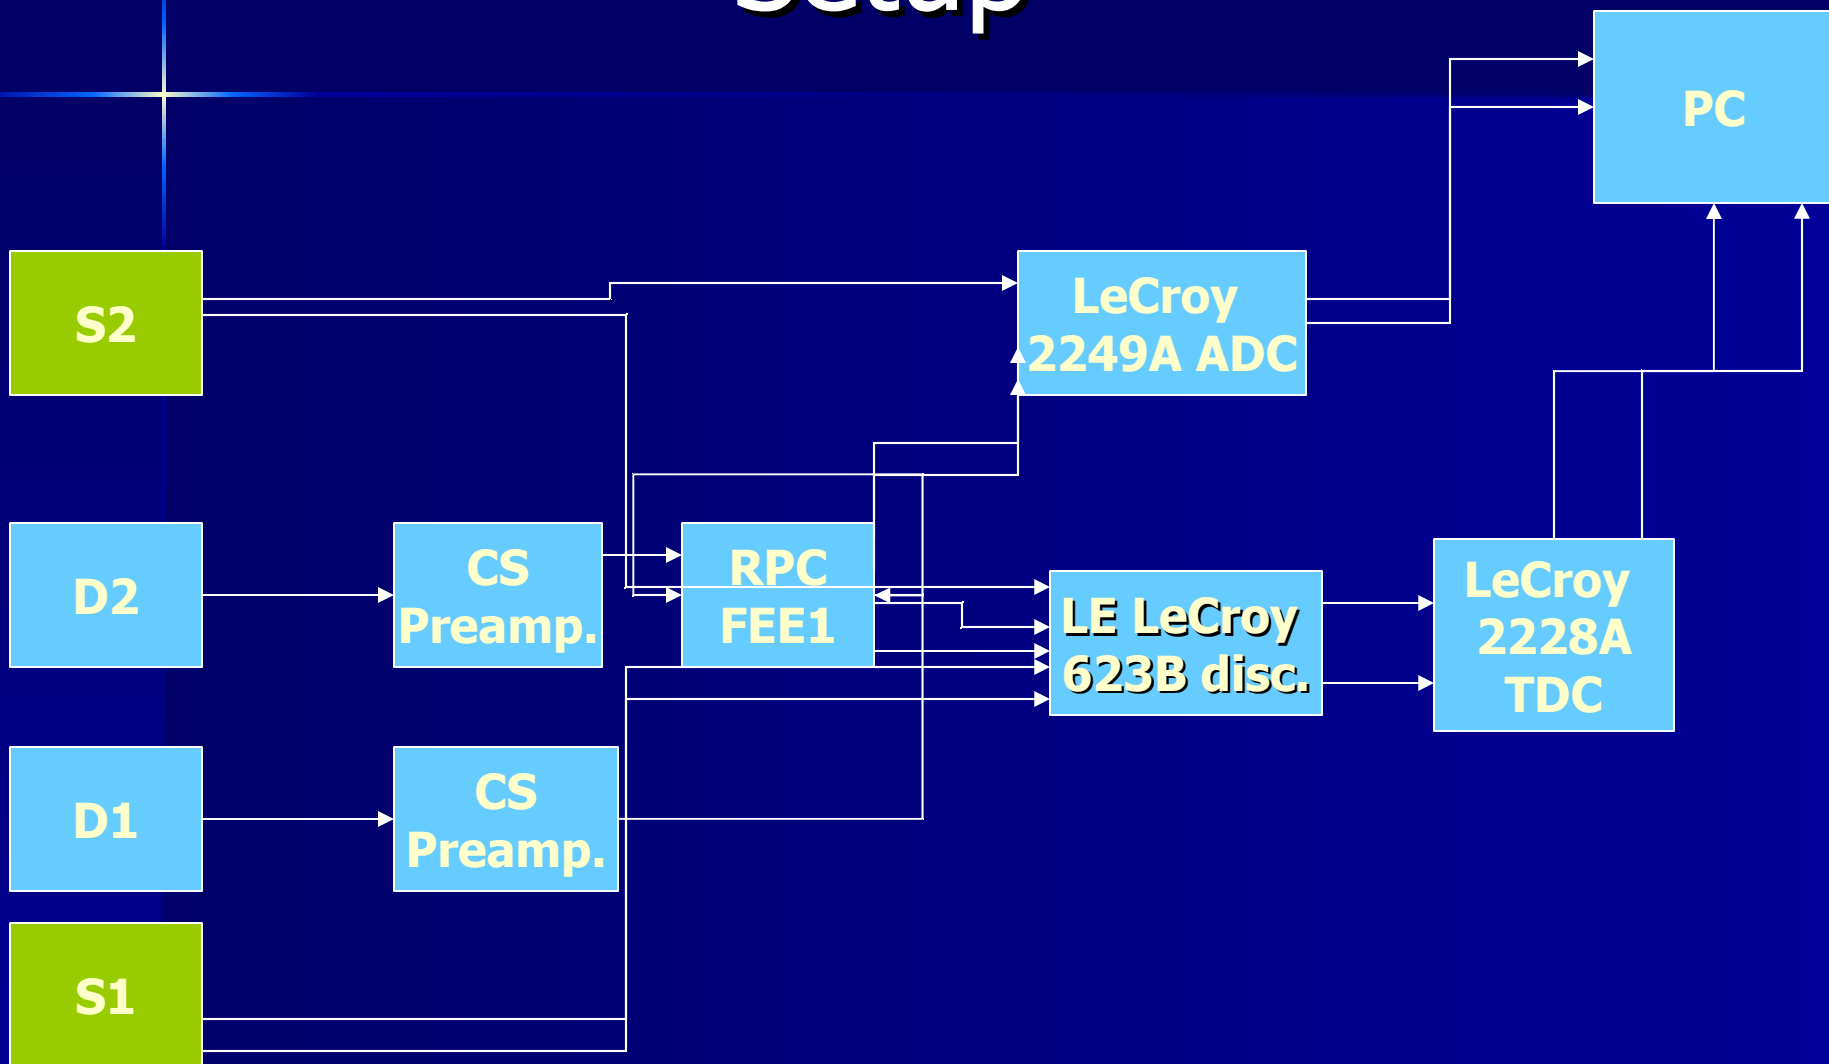 Setup
PC
S2
LeCroy
2249A ADC
D2
CS
Preamp.
RPC
FEE1
LE LeCroy
623B disc.
LeCroy
2228A
TDC
D1
CS
Preamp.
S1